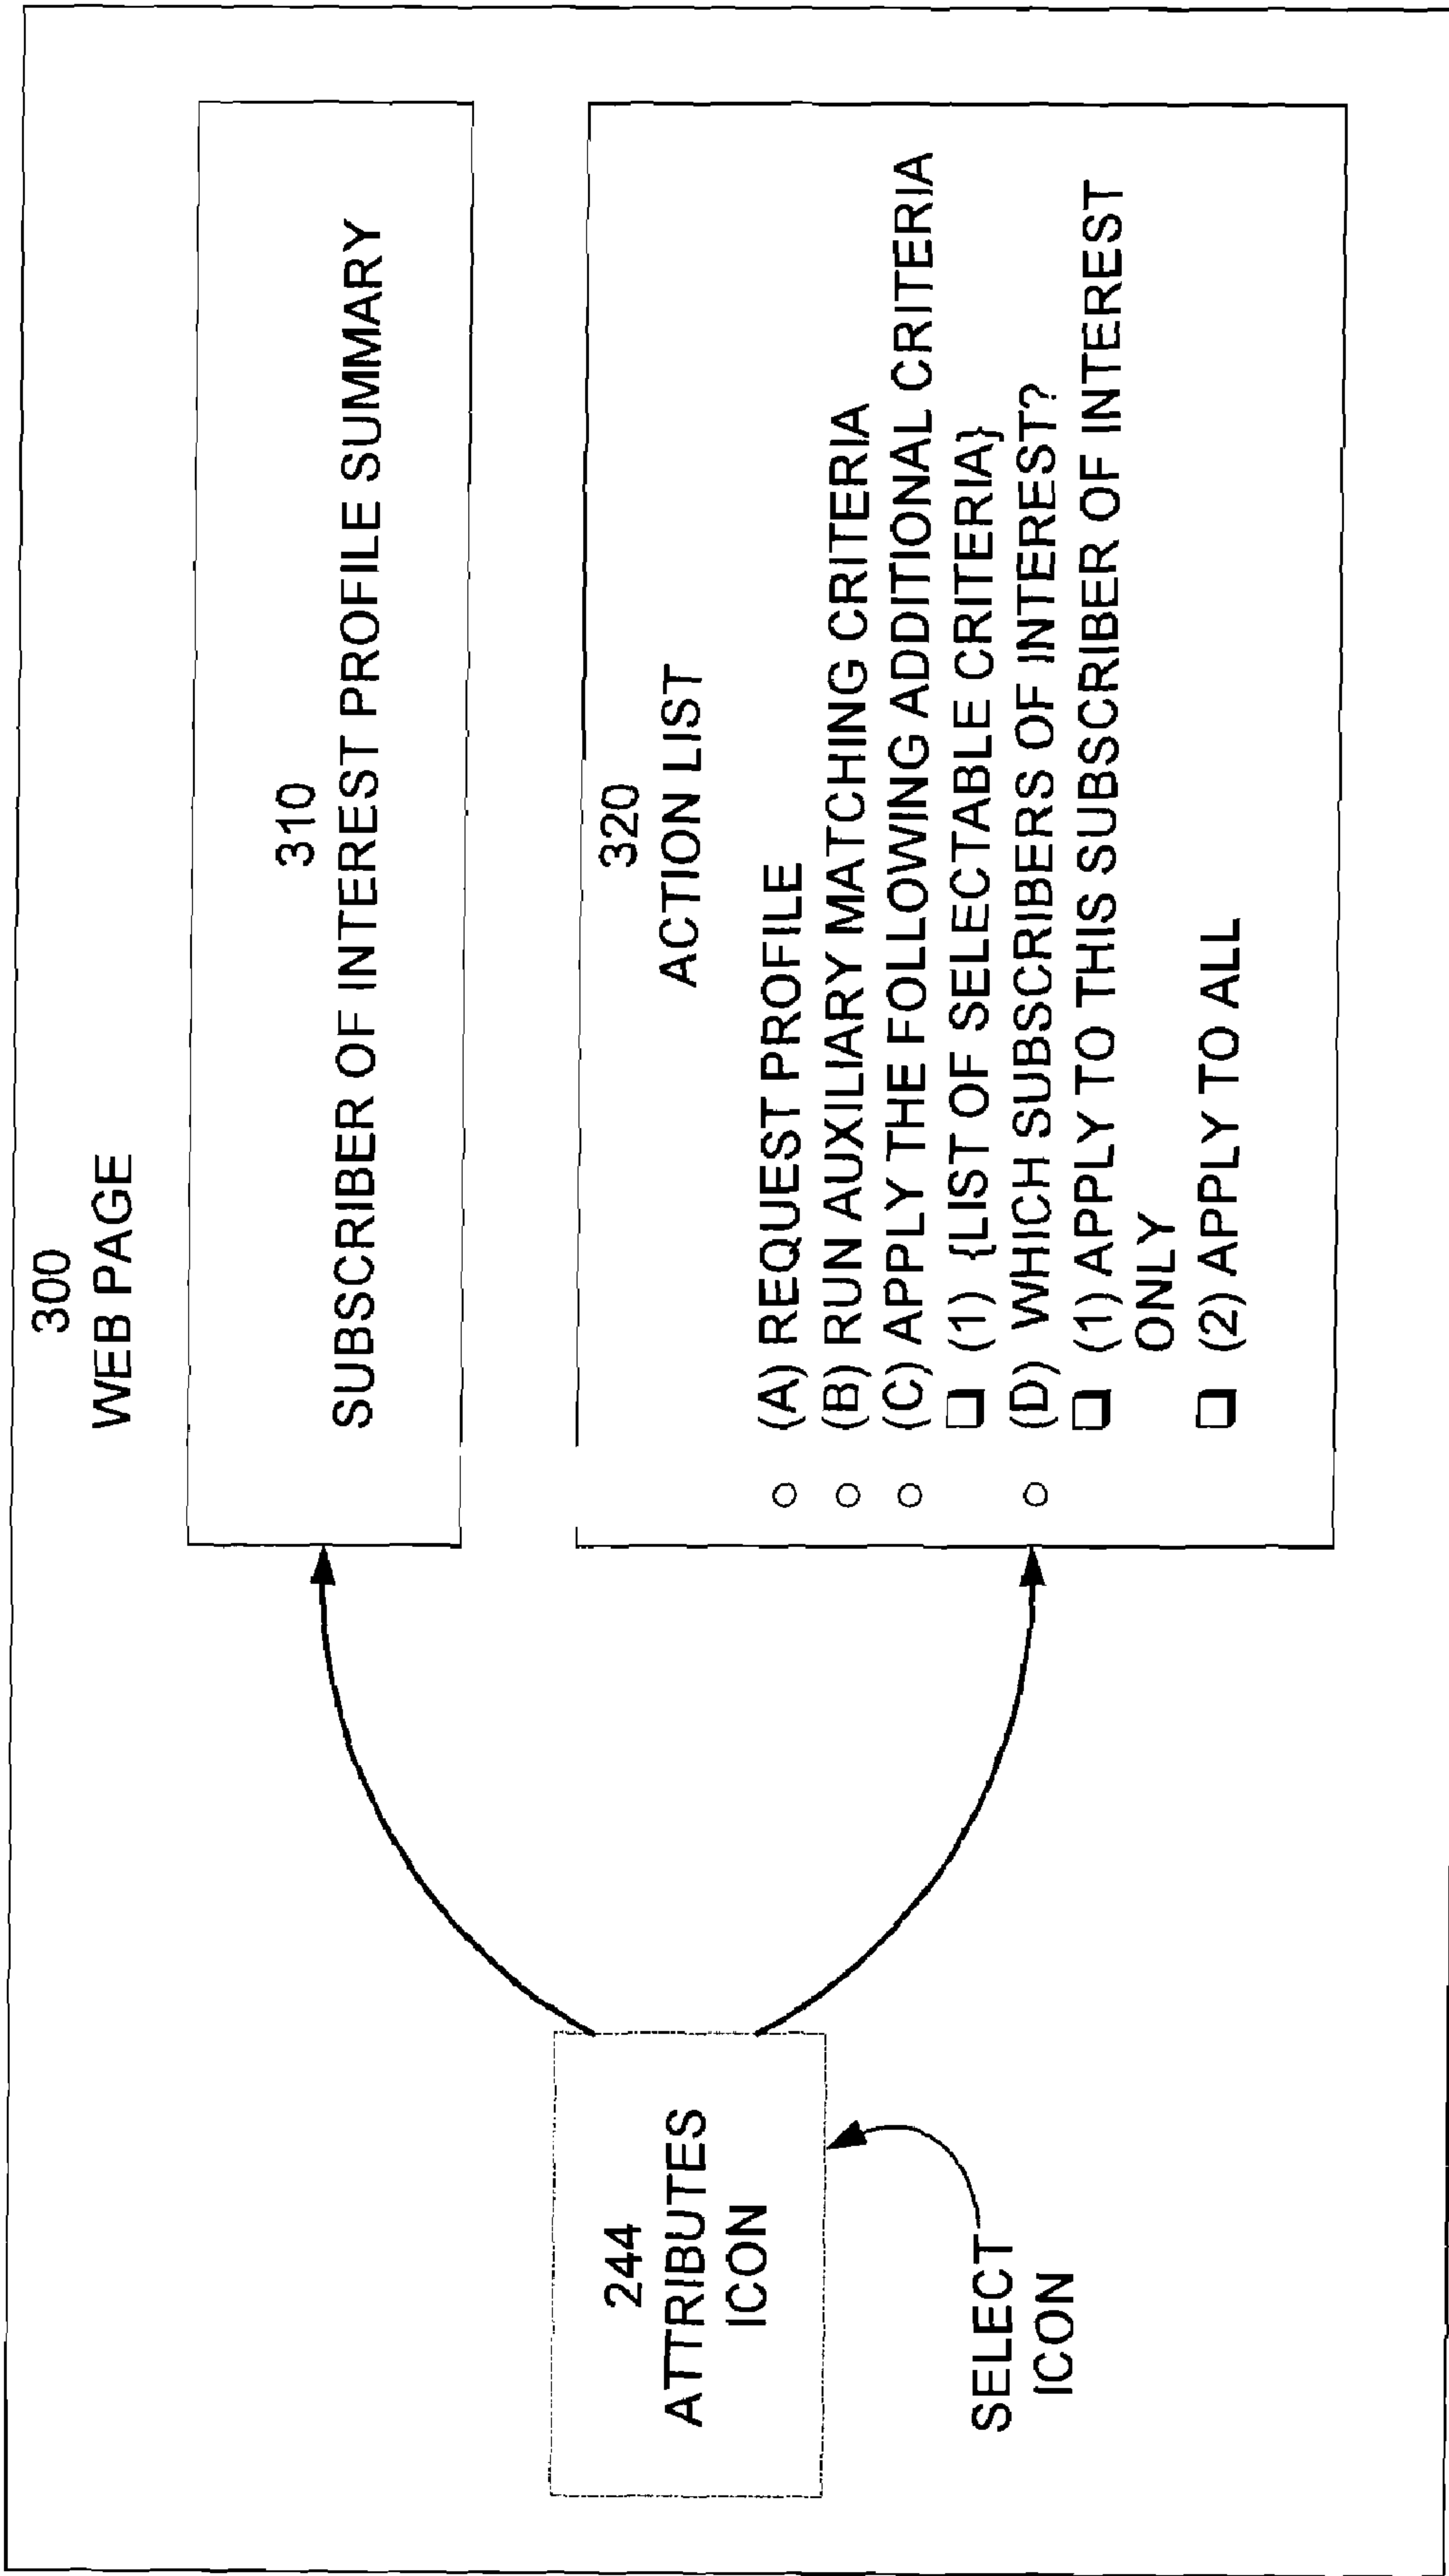 300
WEB PAGE
310
SUBSCRIBER OF INTEREST PROFILE SUMMARY
244
ATTRIBUTES
ICON
SELECT
ICON
320
ACTION LIST
(A) REQUEST PROFILE
(B) RUN AUXILIARY MATCHING CRITERIA
(C) APPLY THE FOLLOWING ADDITIONAL CRITERIA
(1) {LIST OF SELECTABLE CRITERIA}
(D) WHICH SUBSCRIBERS OF INTEREST?
(1) APPLY TO THIS SUBSCRIBER OF INTEREST
ONLY
(2) APPLY TO ALL